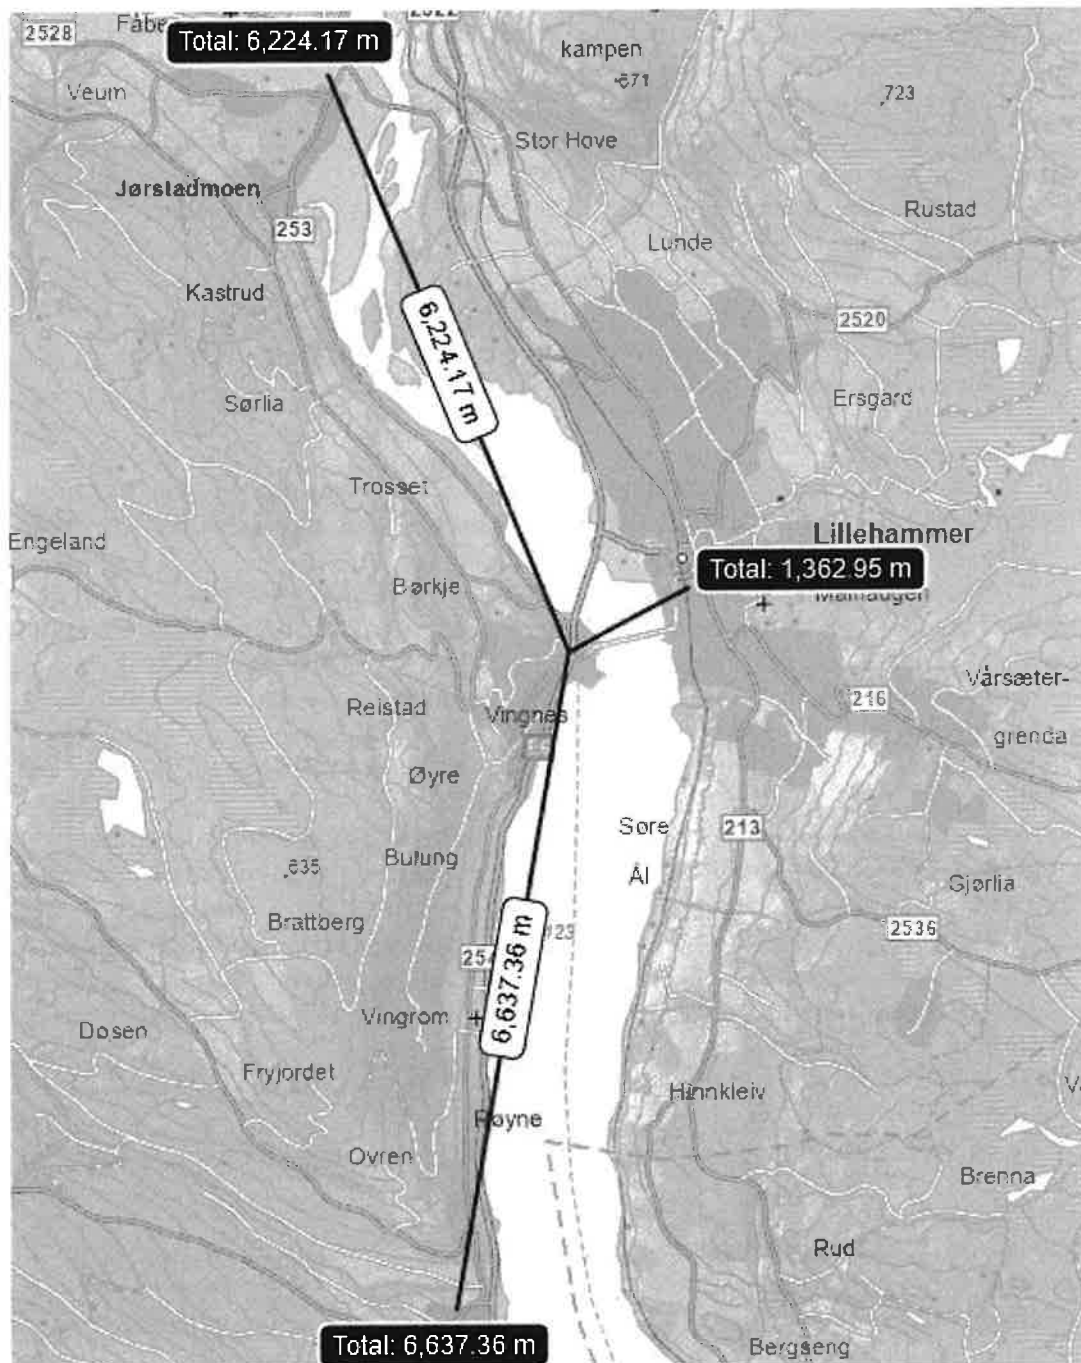 2522
2528
Total: 6,224.17 m
kampen
671
723
Veum
Stor Hove
Jørstadmoen
Rustad
253
Lunde
Kastrud
2520
6,224.17 m
Sørlia
Ersgard
Trosset
Lillehammer
Engeland
Total: 1,362.95 m
Børkje
Vårsæter-
grenda
216
Reistad
Vingnes
Øyre
Søre
Ål
213
Bulung
635
Gjørlia
Brattberg
2536
6,637.36 m
Vingrom
Dosen
Fryjordet
Hinnkleiv
Røyne
Ovren
Brenna
Rud
Total: 6,637.36 m
Bergseng